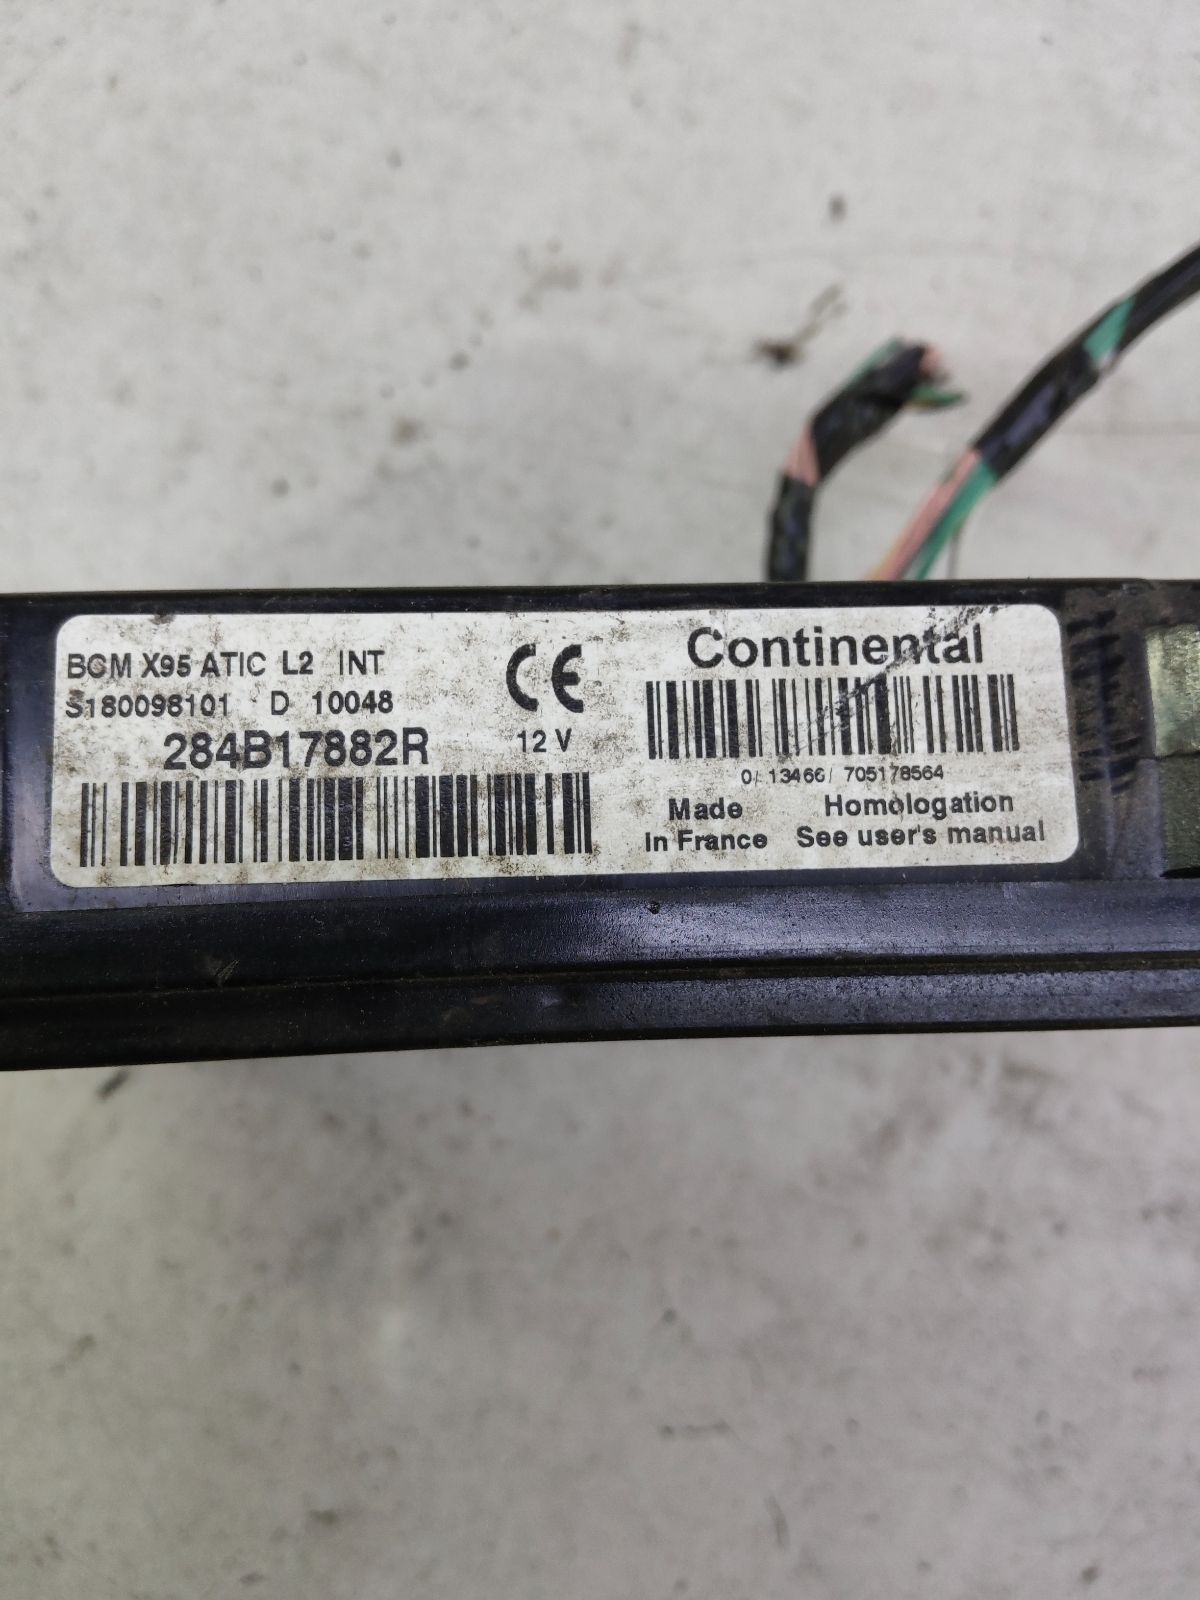 BCM X95 ATIC L2 INT
S180098101 D 10048
284B17882R
CE
12 V
Continental
0/ 13466/ 705178564
Made
In France
Homologation
See user's manual